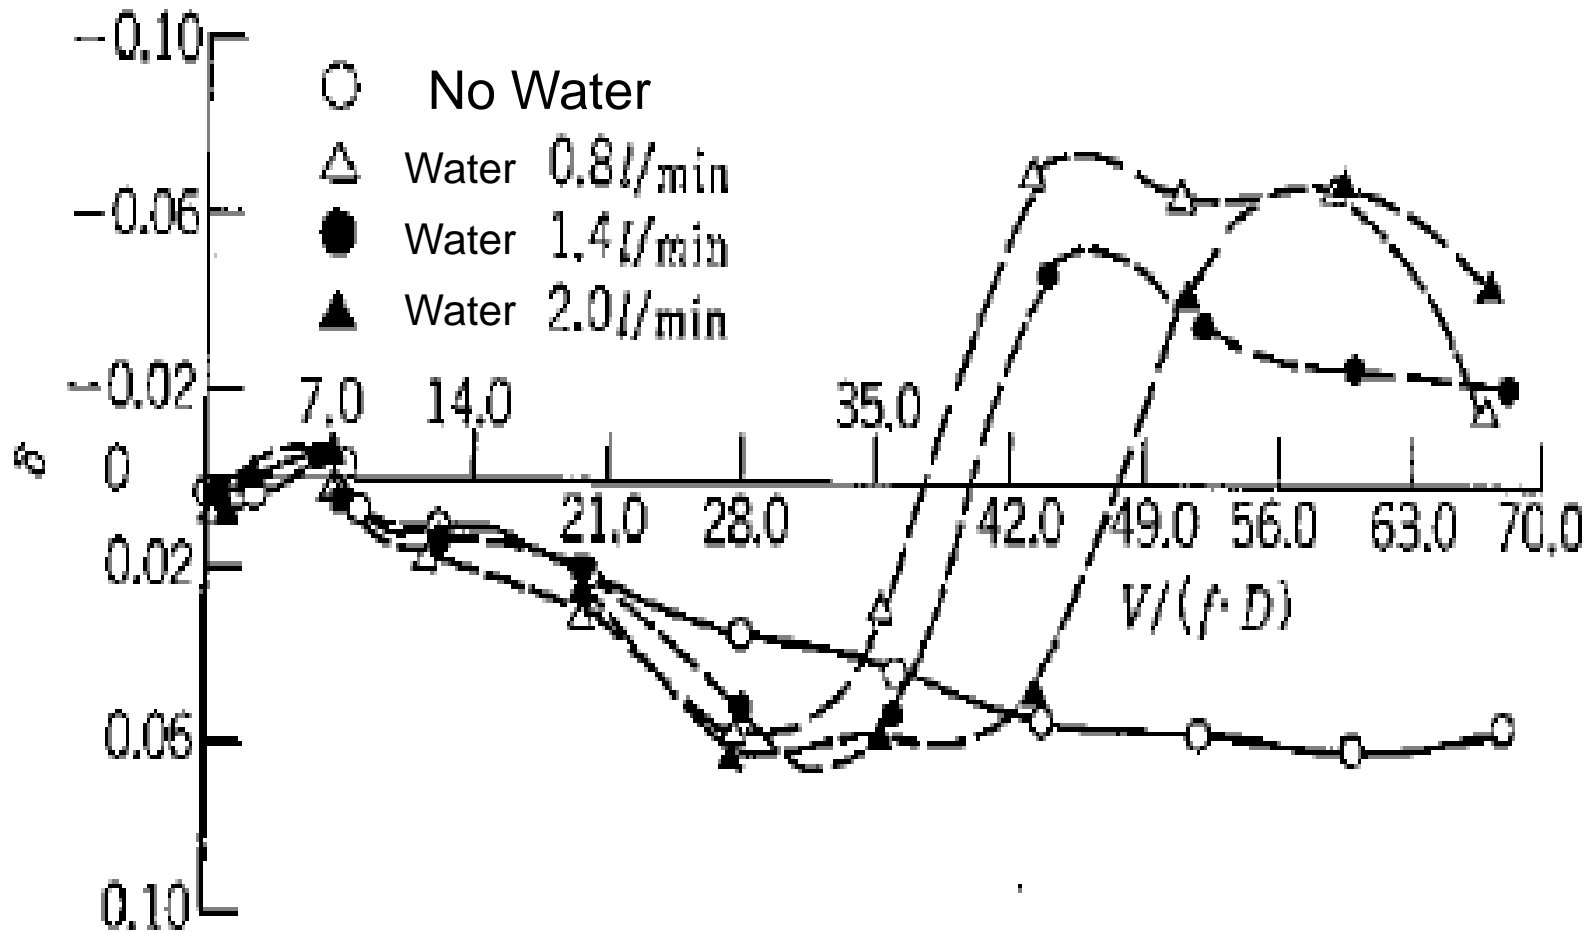 -0.10
No Water
Water 0.8l/min
-0.06
Water 1.4l/min
Water 2.0l/min
-0.02
7.0 14.0 35.0
δ
0
21.0 28.0 42.0 49.0 56.0 63.0 70.0
0.02
V/(f·D)
0.06
0.10